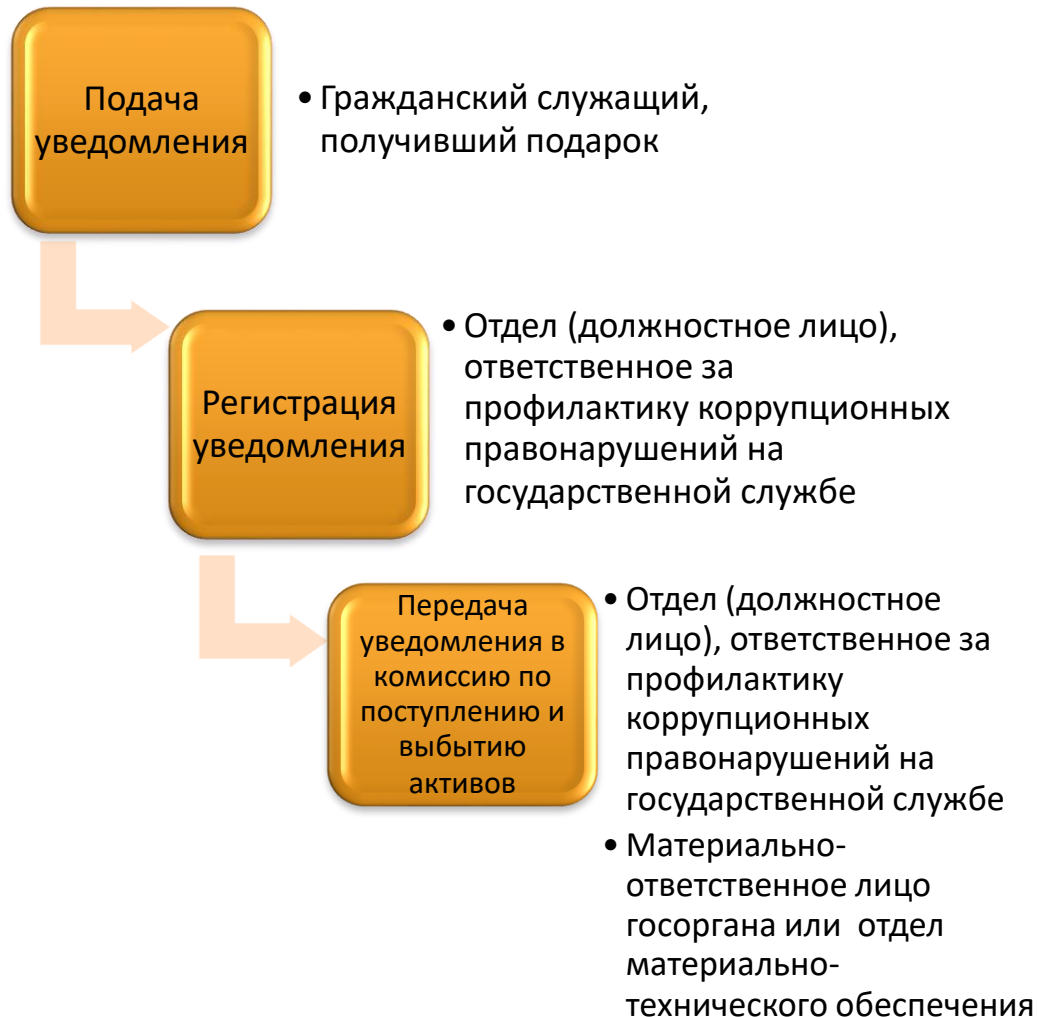 Подача
уведомления
• Гражданский служащий,
получивший подарок
Регистрация
уведомления
• Отдел (должностное лицо),
ответственное за
профилактику коррупционных
правонарушений на
государственной службе
Передача
уведомления в
комиссию по
поступлению и
выбытию
активов
• Отдел (должностное
лицо), ответственное за
профилактику
коррупционных
правонарушений на
государственной службе
• Материально-
ответственное лицо
госоргана или отдел
материально-
технического обеспечения